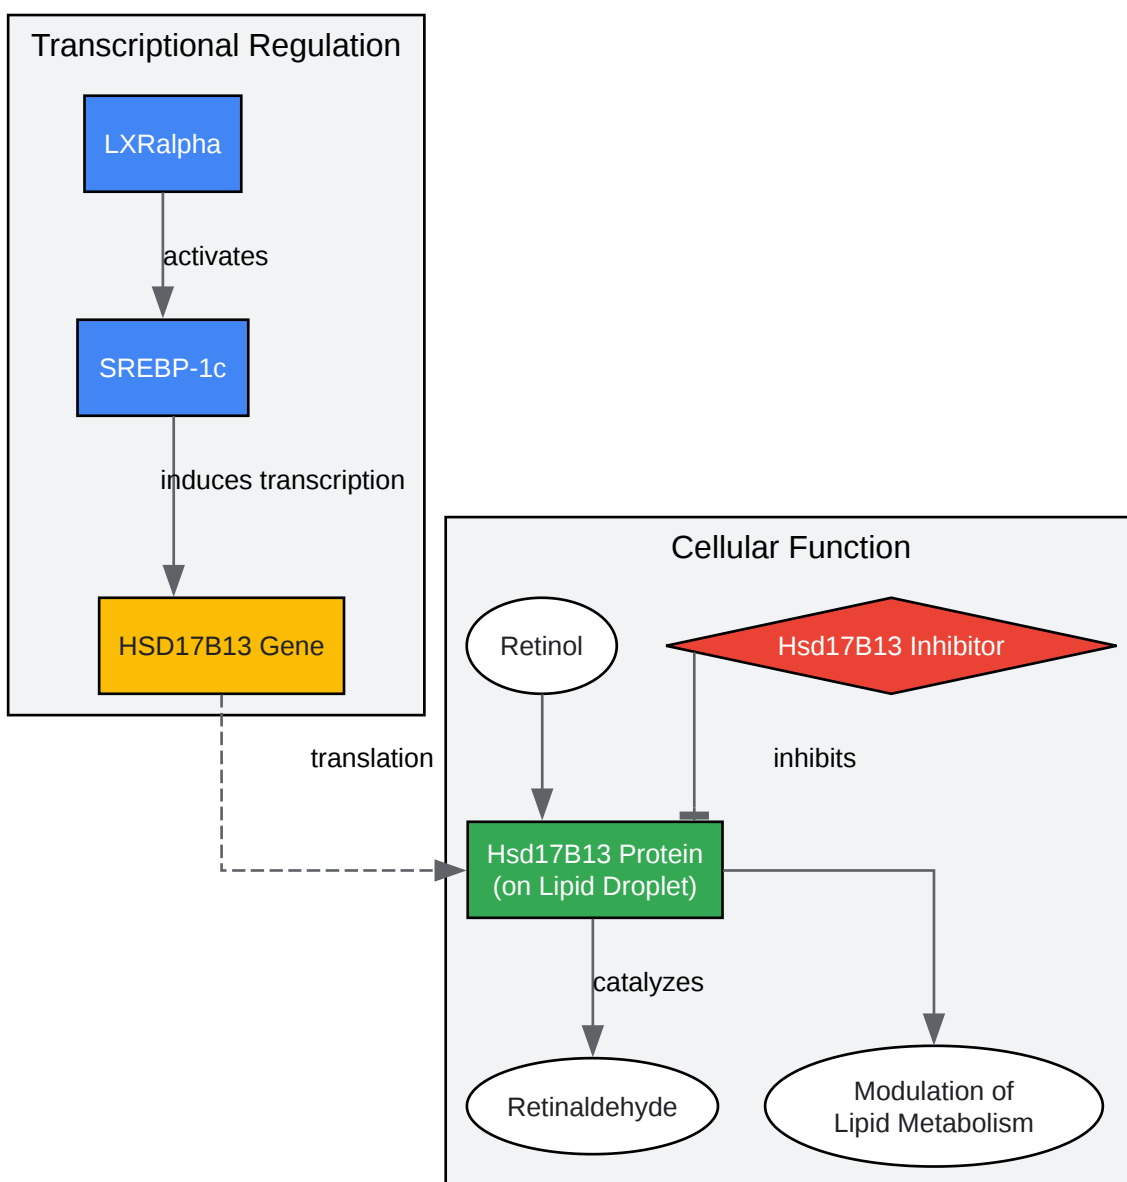 Transcriptional Regulation
LXRalpha
activates
SREBP-1c
induces transcription
HSD17B13 Gene
translation
Cellular Function
Retinol
Hsd17B13 Inhibitor
inhibits
Hsd17B13 Protein
(on Lipid Droplet)
catalyzes
Retinaldehyde
Modulation of
Lipid Metabolism